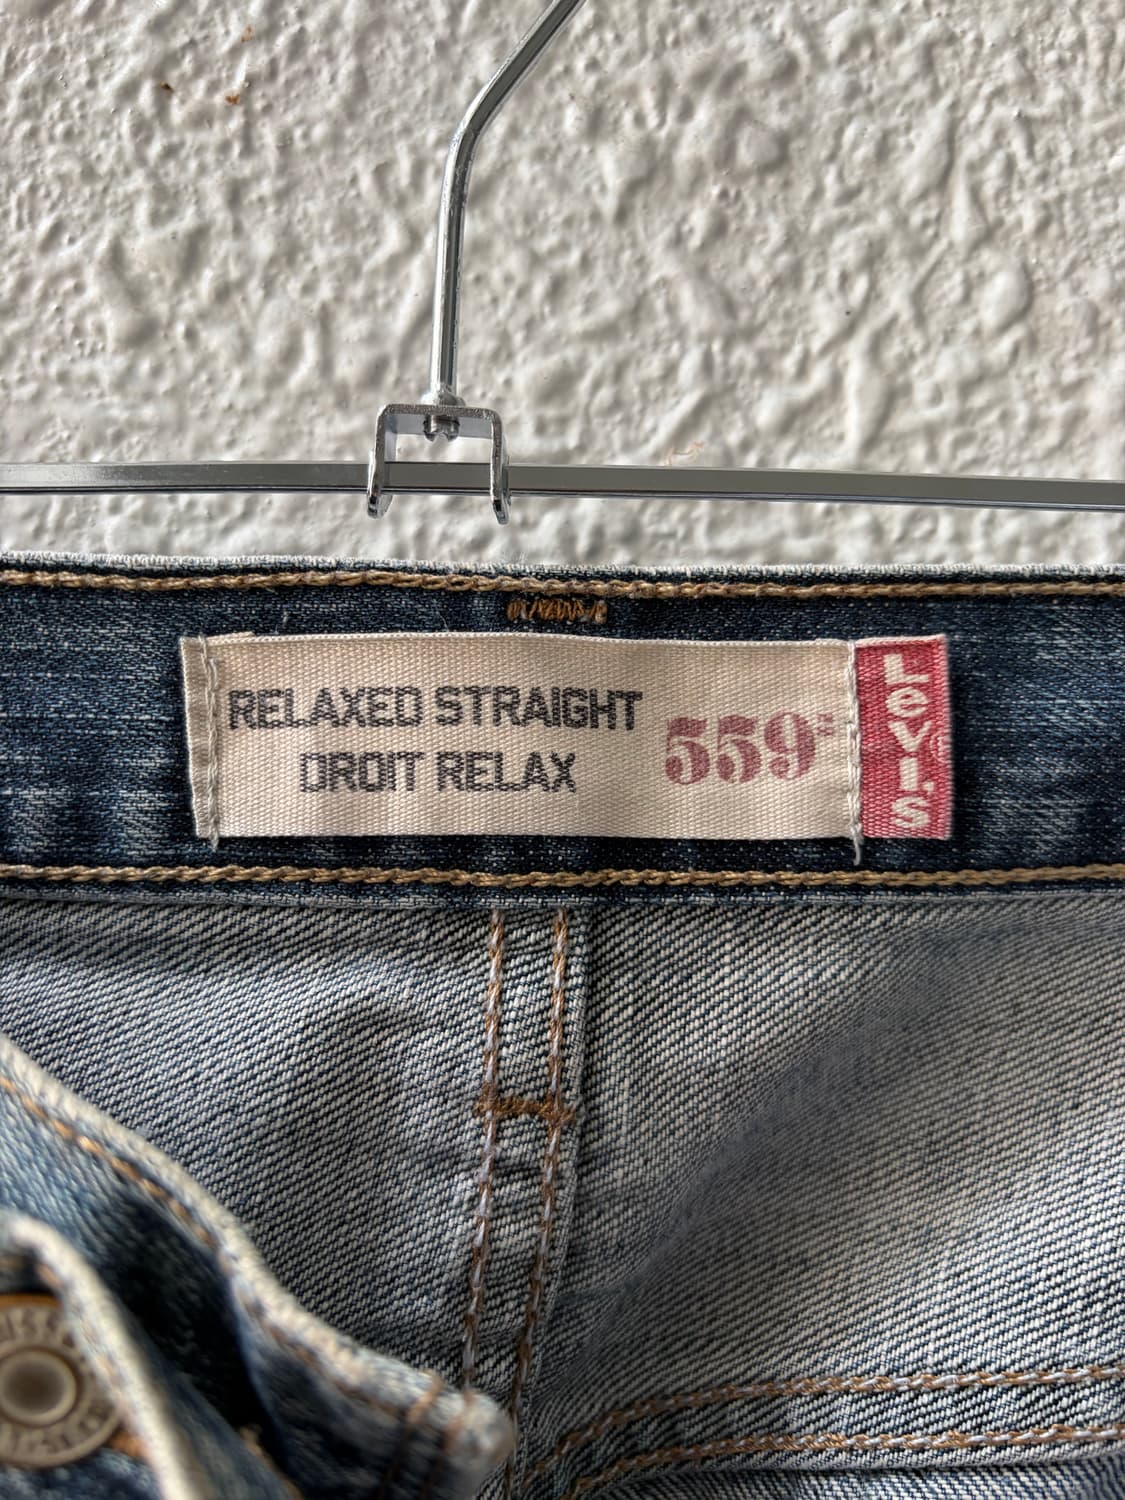 RELAXED STRAIGHT
DROIT RELAX
559
LeVI'S